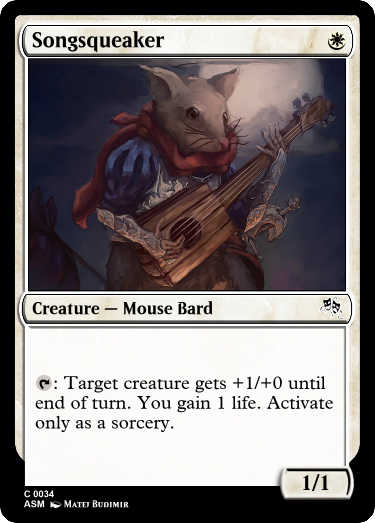 Songsqueaker
Creature — Mouse Bard
: Target creature gets +1/+0 until
end of turn. You gain 1 life. Activate
only as a sorcery.
1/1
C 0034
ASM Matej Budimir